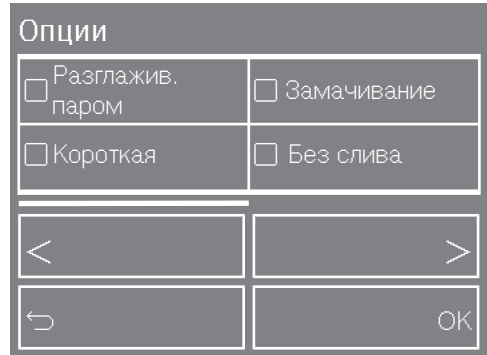 Опции
Разглажив.
паром
Замачивание
Короткая
Без слива
< >
OK